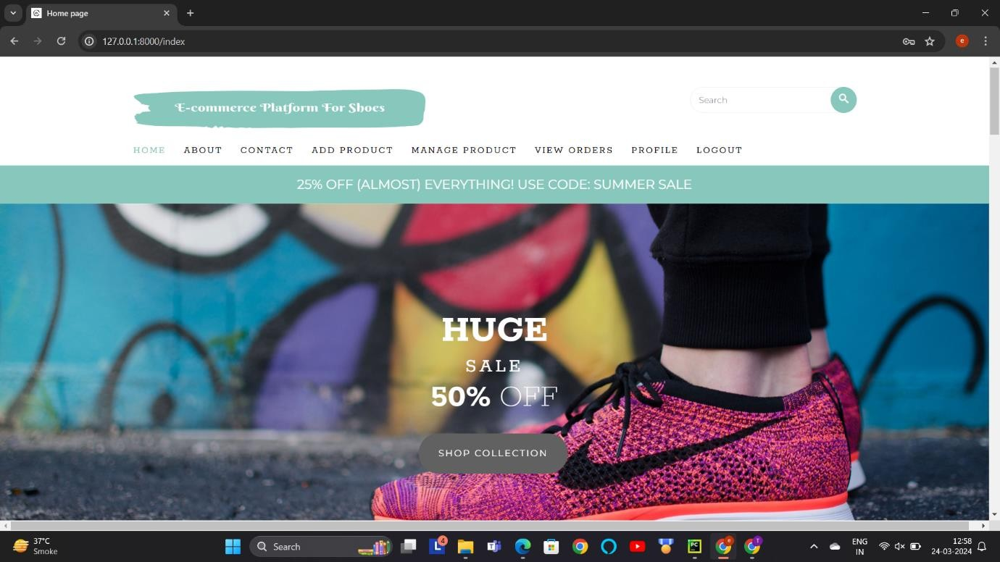 Home page
127.0.0.1:8000/index
e
E-commerce Platform For Shoes
Search
HOME ABOUT CONTACT ADD PRODUCT MANAGE PRODUCT VIEW ORDERS PROFILE LOGOUT
25% OFF (ALMOST) EVERYTHING! USE CODE: SUMMER SALE
HUGE
SALE
50% OFF
SHOP COLLECTION
37°C
Smoke
Search
L 4
PC
e
T
ENG
IN
12:58
24-03-2024